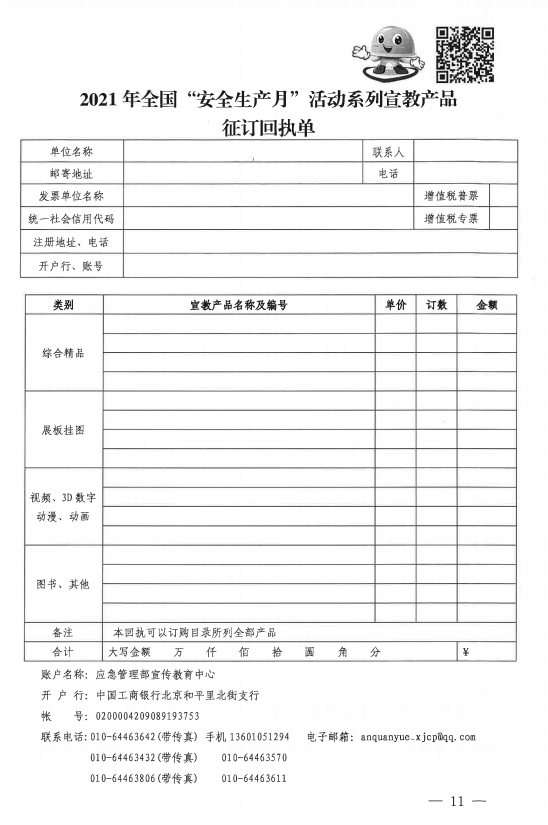 2021 年全国“安全生产月”活动系列宣教产品
征订回执单
单位名称 联系人
邮寄地址 电话
发票单位名称 增值税普票
统一社会信用代码 增值税专票
注册地址、电话
开户行、账号
类别 宣教产品名称及编号 单价 订数 金额
综合精品
展板挂图
视频、3D数字
动漫、动画
图书、其他
备注 本回执可以订购目录所列全部产品
合计 大写金额 万 仟 佰 拾 圆 角 分 ¥
账户名称: 应急管理部宣传教育中心
开 户 行: 中国工商银行北京和平里北街支行
帐 号: 0200004209089193753
联系电话:010-64463642(带传真) 手机13601051294 电子邮箱: anquanyue_xjcp@qq.com
010-64463432(带传真) 010-64463570
010-64463806(带传真) 010-64463611
— 11 —